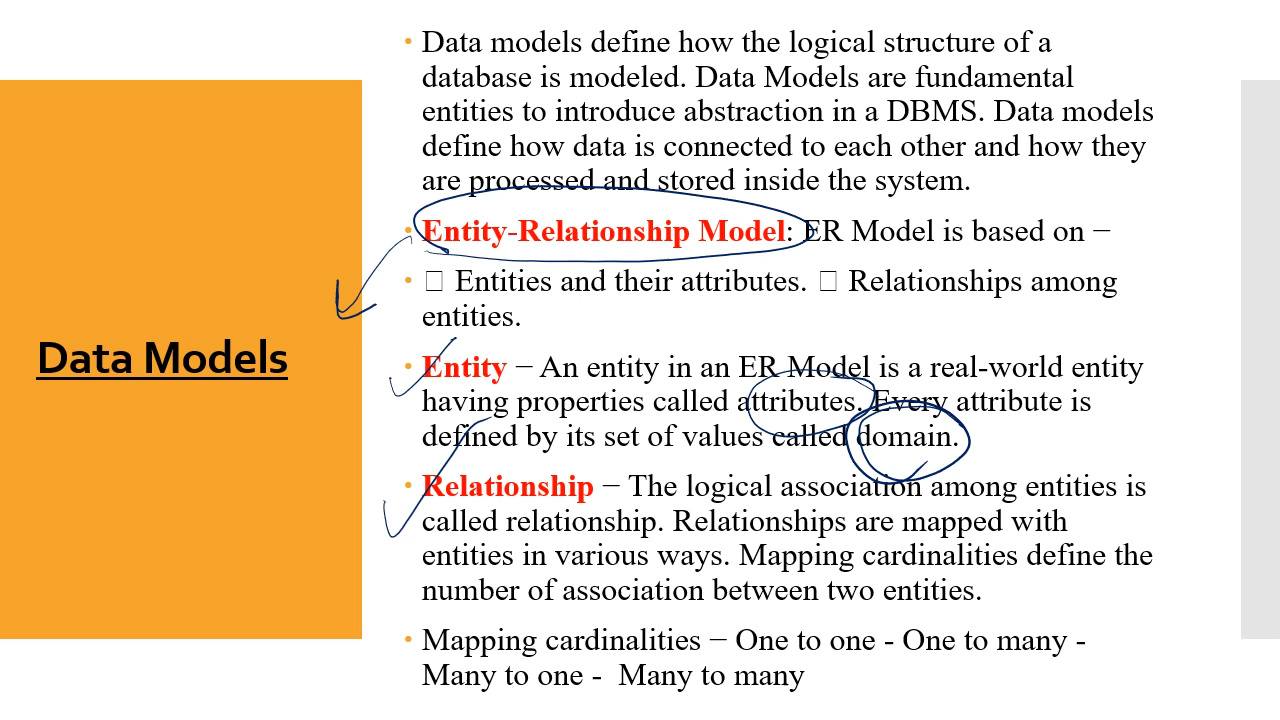 Data Models
• Data models define how the logical structure of a
database is modeled. Data Models are fundamental
entities to introduce abstraction in a DBMS. Data models
define how data is connected to each other and how they
are processed and stored inside the system.
• Entity-Relationship Model: ER Model is based on −
• □ Entities and their attributes. □ Relationships among
entities.
• Entity − An entity in an ER Model is a real-world entity
having properties called attributes. Every attribute is
defined by its set of values called domain.
• Relationship − The logical association among entities is
called relationship. Relationships are mapped with
entities in various ways. Mapping cardinalities define the
number of association between two entities.
• Mapping cardinalities − One to one - One to many -
Many to one -  Many to many